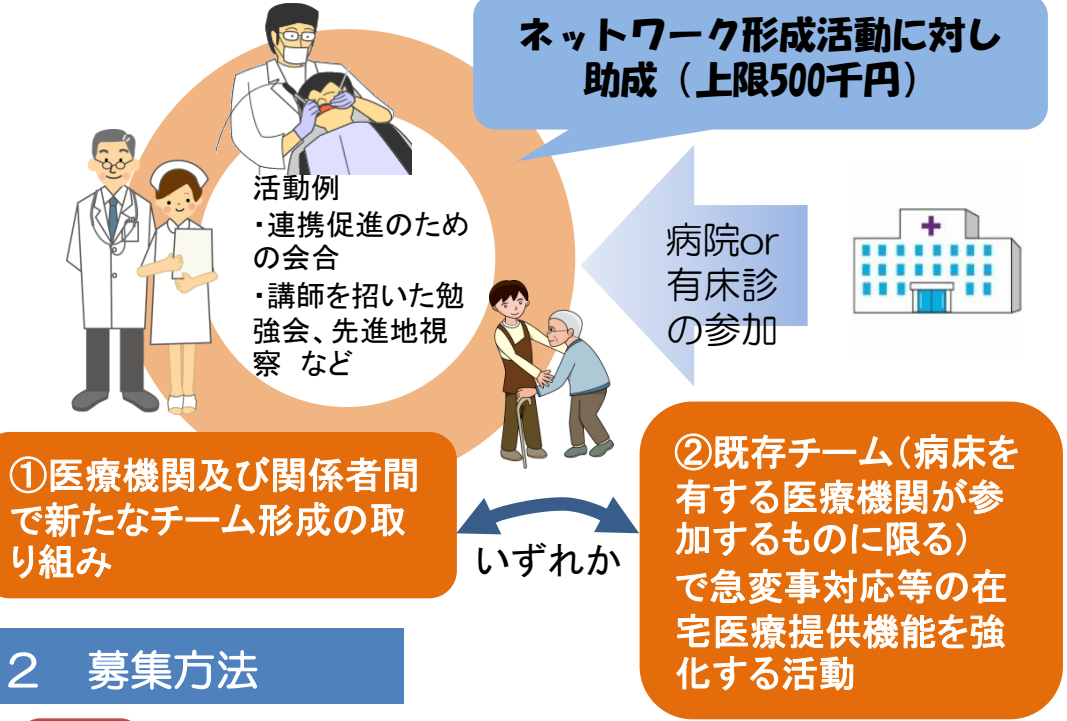 ネットワーク形成活動に対し
助成（上限500千円）
活動例
・連携促進のため
の会合
・講師を招いた勉
強会、先進地視
察　など
病院or
有床診
の参加
①医療機関及び関係者間
で新たなチーム形成の取
り組み
いずれか
②既存チーム（病床を
有する医療機関が参
加するものに限る）
で急変事対応等の在
宅医療提供機能を強
化する活動
２　募集方法